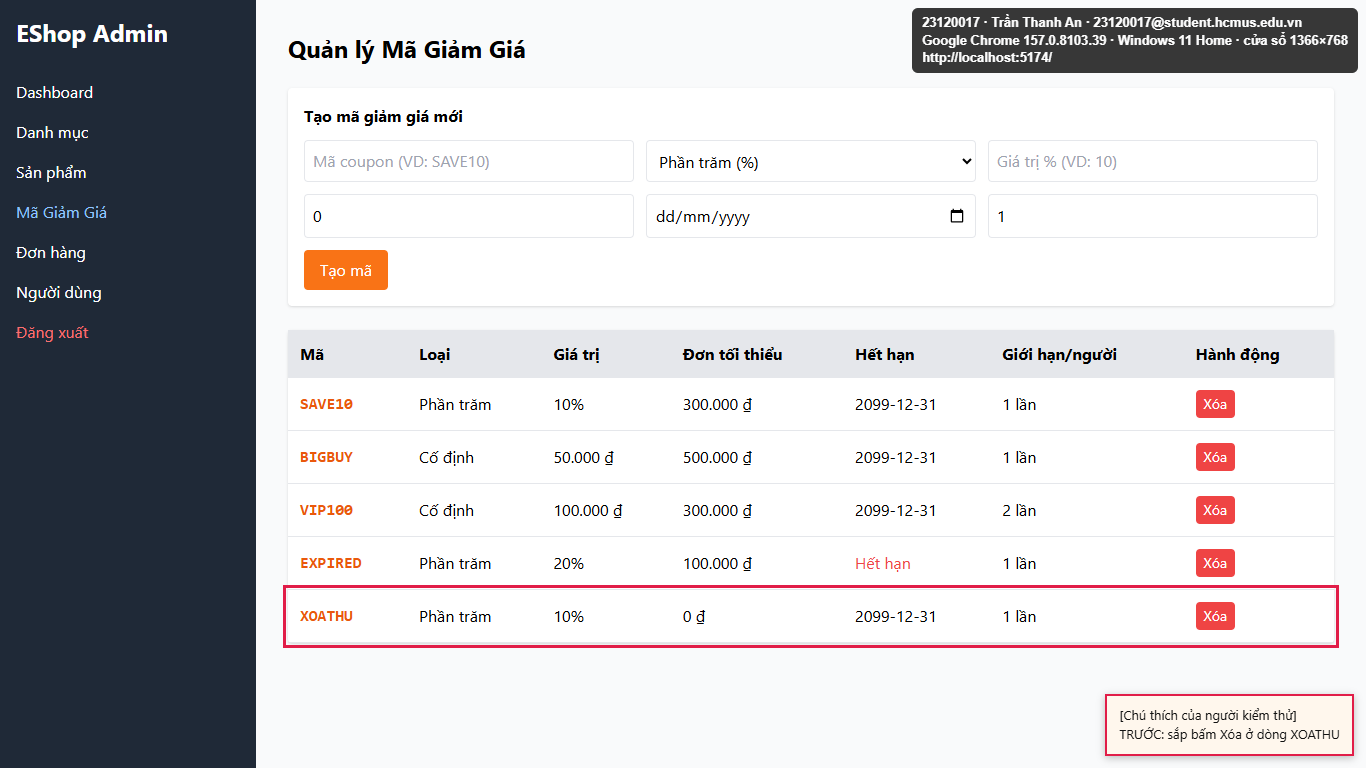 EShop Admin
Dashboard
Danh mục
Sản phẩm
Mã Giảm Giá
Đơn hàng
Người dùng
Đăng xuất
23120017 · Trần Thanh An · 23120017@student.hcmus.edu.vn
Google Chrome 157.0.8103.39 · Windows 11 Home · cửa sổ 1366×768
http://localhost:5174/
Quản lý Mã Giảm Giá
Tạo mã giảm giá mới
Mã coupon (VD: SAVE10) Phần trăm (%) Giá trị % (VD: 10)
0 dd/mm/yyyy 1
Tạo mã
Mã Loại Giá trị Đơn tối thiểu Hết hạn Giới hạn/người Hành động
SAVE10 Phần trăm 10% 300.000 ₫ 2099-12-31 1 lần Xóa
BIGBUY Cố định 50.000 ₫ 500.000 ₫ 2099-12-31 1 lần Xóa
VIP100 Cố định 100.000 ₫ 300.000 ₫ 2099-12-31 2 lần Xóa
EXPIRED Phần trăm 20% 100.000 ₫ Hết hạn 1 lần Xóa
XOATHU Phần trăm 10% 0 ₫ 2099-12-31 1 lần Xóa
[Chú thích của người kiểm thử]
TRƯỚC: sắp bấm Xóa ở dòng XOATHU